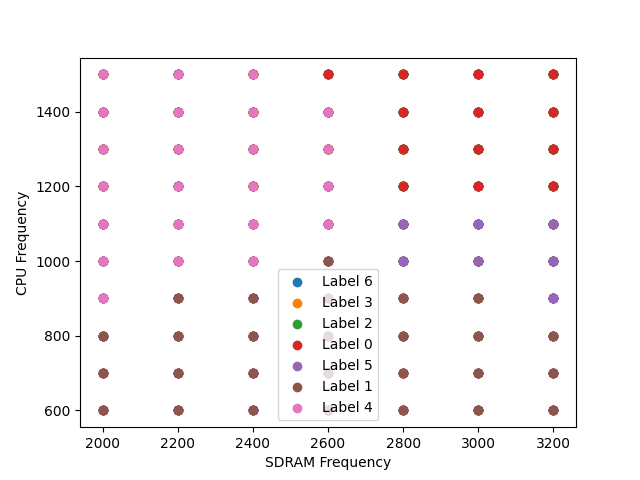 1400
1200
1000
800
600
CPU Frequency
Label 6
Label 3
Label 2
Label 0
Label 5
Label 1
Label 4
2000 2200 2400 2600 2800 3000 3200
SDRAM Frequency